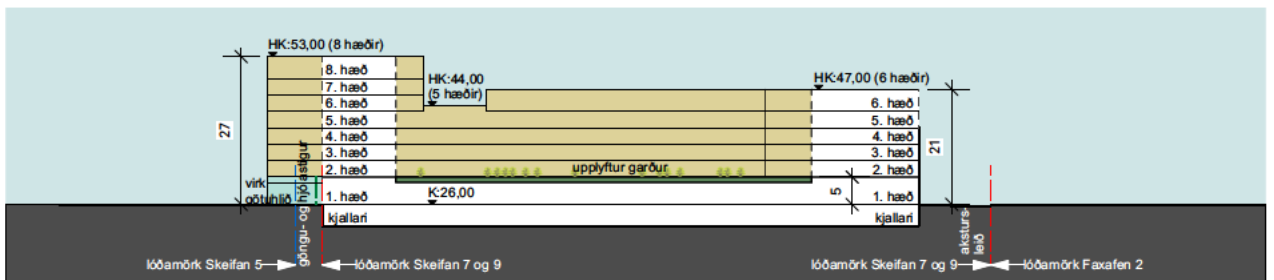 HK:53,00 (8 hæðir)
8. hæð
7. hæð
6. hæð
5. hæð
4. hæð
3. hæð
2. hæð
1. hæð
kjallari
27
HK:44,00
(5 hæðir)
HK:47,00 (6 hæðir)
6. hæð
5. hæð
4. hæð
3. hæð
2. hæð
1. hæð
kjallari
21
upplyftur garður
K:26,00
5
virk
götuhlið
göngu- og hjólastígur
aksturs-
leið
lóðamörk Skeifan 5
lóðamörk Skeifan 7 og 9
lóðamörk Skeifan 7 og 9
lóðamörk Faxafen 2